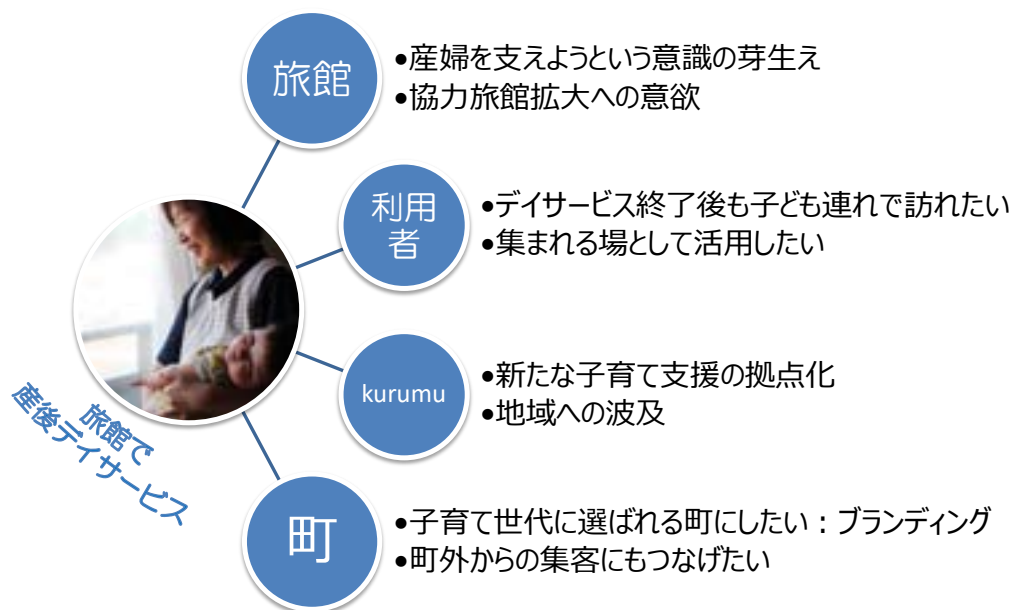 旅館
•産婦を支えようという意識の芽生え
•協力旅館拡大への意欲
利用
者
•デイサービス終了後も子ども連れで訪れたい
•集まれる場として活用したい
kurumu
•新たな子育て支援の拠点化
•地域への波及
旅館で
産後デイサービス
町
•子育て世代に選ばれる町にしたい：ブランディング
•町外からの集客にもつなげたい